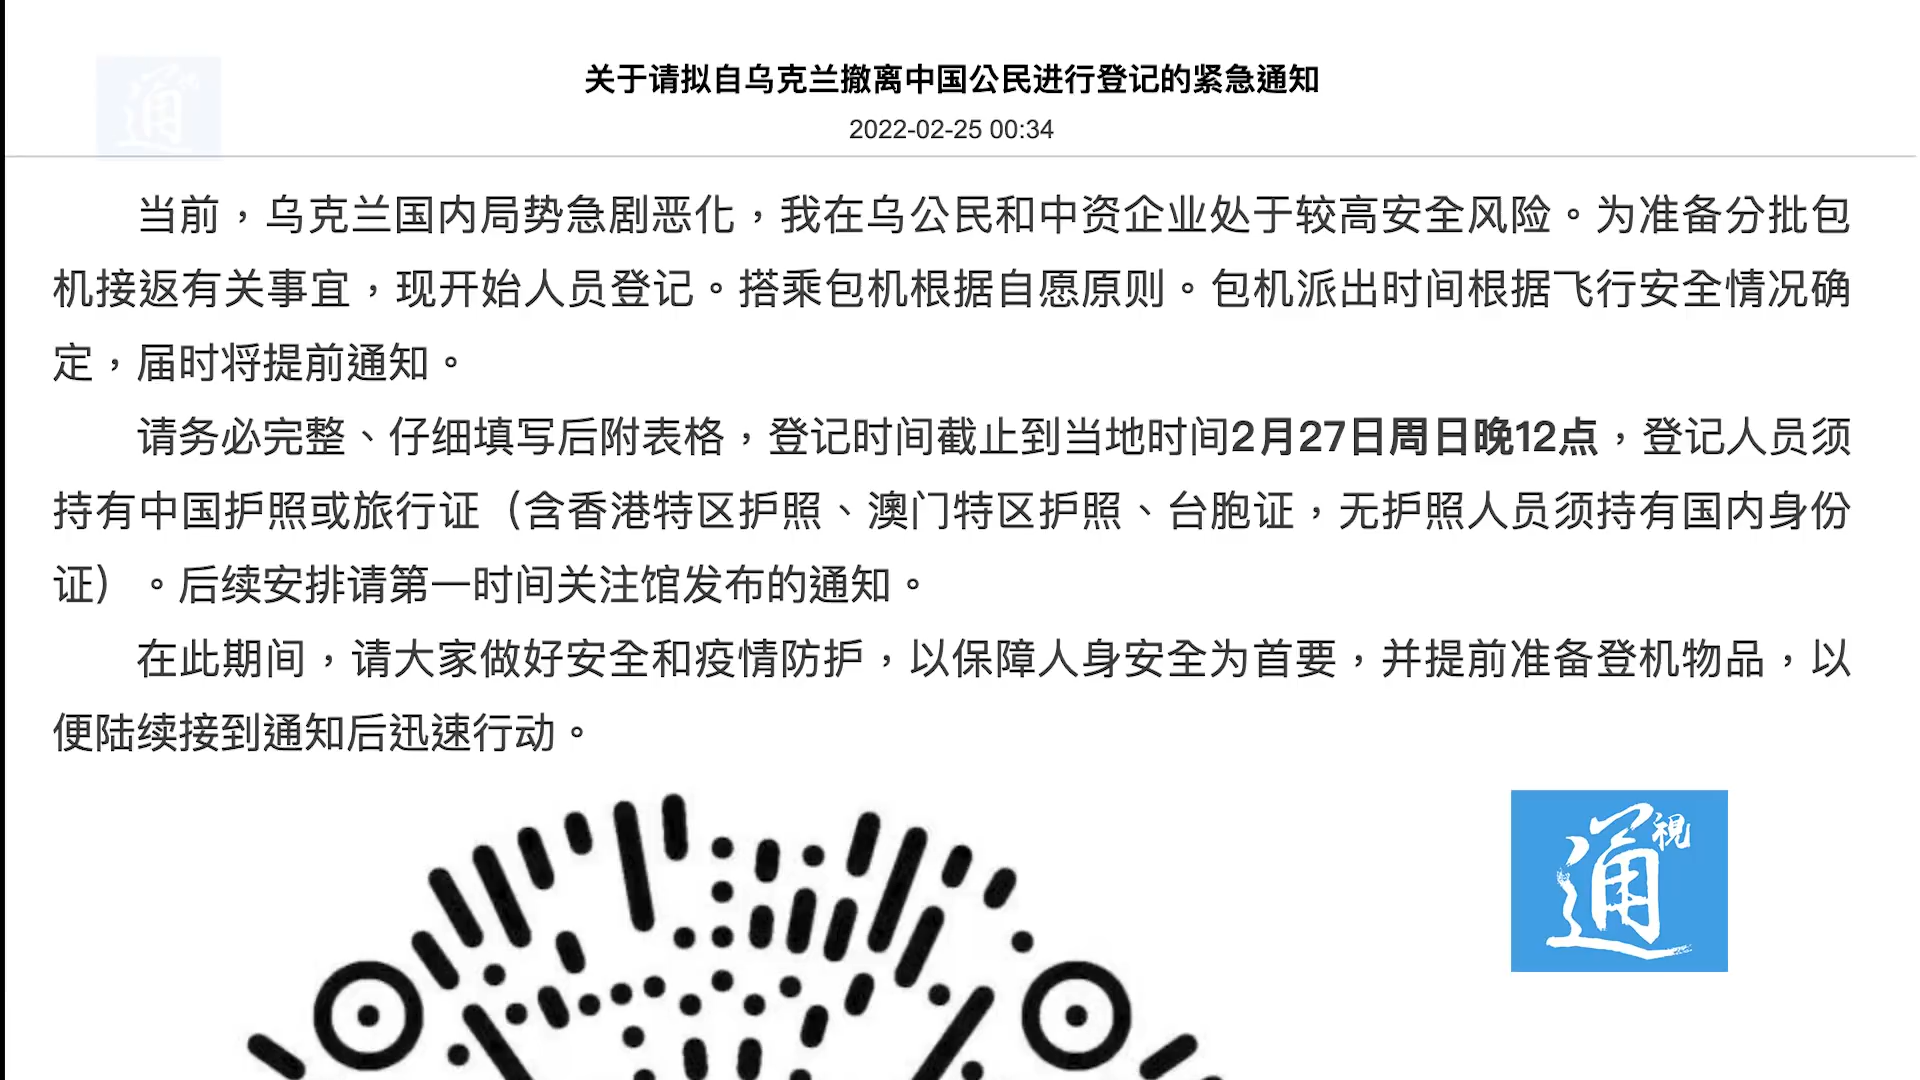 关于请拟自乌克兰撤离中国公民进行登记的紧急通知
2022-02-25 00:34
通
当前，乌克兰国内局势急剧恶化，我在乌公民和中资企业处于较高安全风险。为准备分批包
机接返有关事宜，现开始人员登记。搭乘包机根据自愿原则。包机派出时间根据飞行安全情况确
定，届时将提前通知。
请务必完整、仔细填写后附表格，登记时间截止到当地时间2月27日周日晚12点，登记人员须
持有中国护照或旅行证（含香港特区护照、澳门特区护照、台胞证，无护照人员须持有国内身份
证）。后续安排请第一时间关注馆发布的通知。
在此期间，请大家做好安全和疫情防护，以保障人身安全为首要，并提前准备登机物品，以
便陆续接到通知后迅速行动。
通視